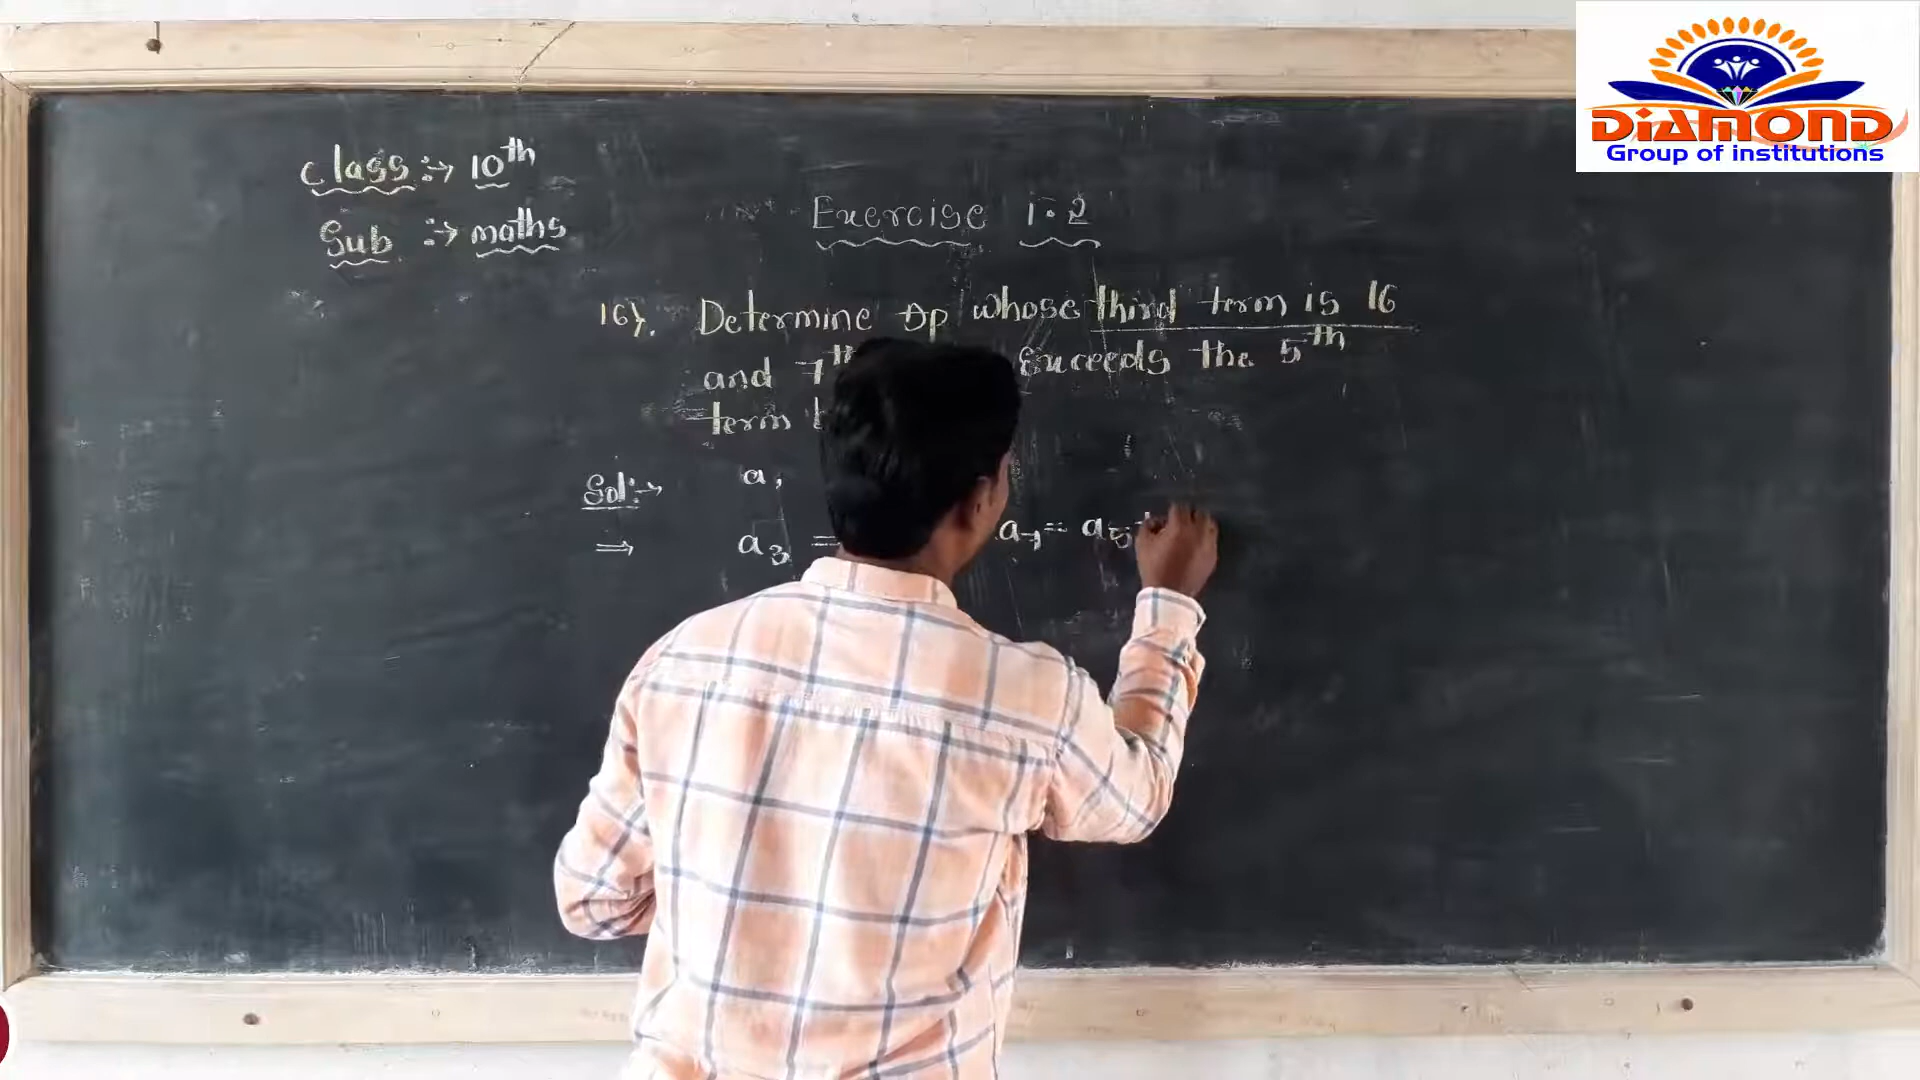 DIAMOND
Group of institutions
Class :→ 10th
Sub :→ maths
Exercise 1.2
16}. Determine AP whose third term is 16
and 7th exceeds the 5th
term
Sol:→ a,
⇒ a3 = a7 = a5 +